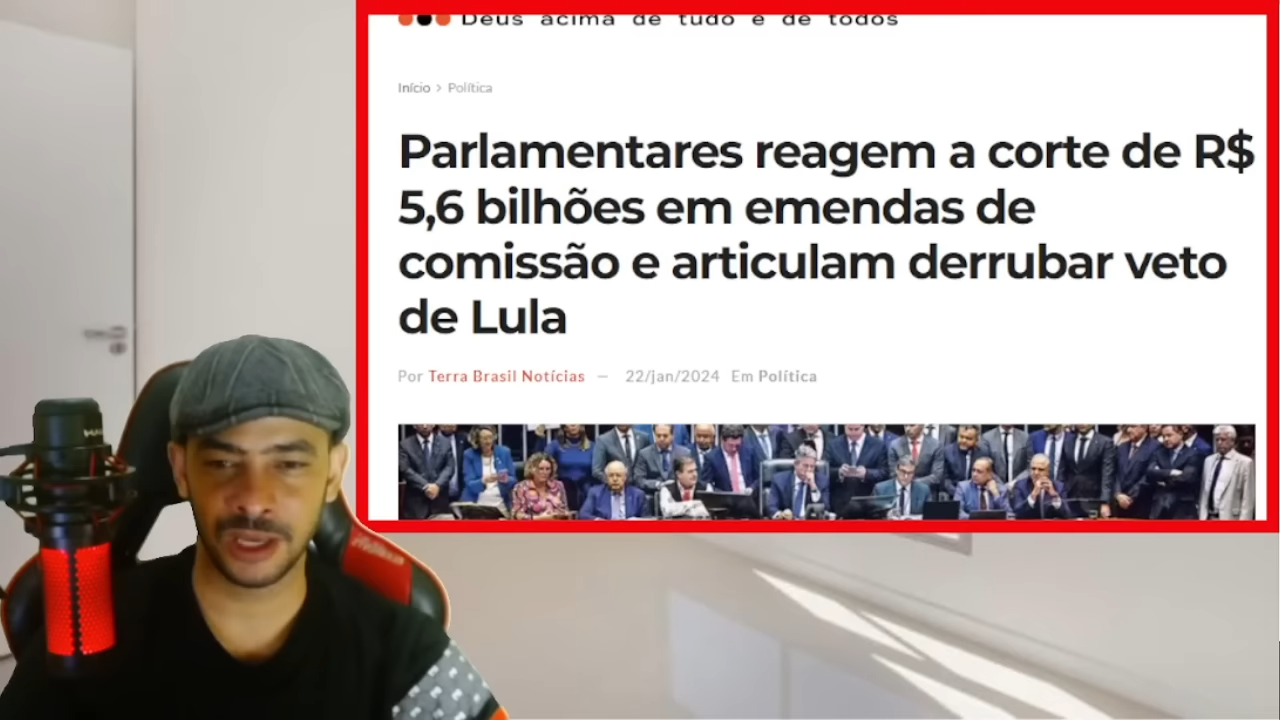 Deus acima de tudo e de todos
Início > Política
Parlamentares reagem a corte de R$
5,6 bilhões em emendas de
comissão e articulam derrubar veto
de Lula
Por Terra Brasil Notícias — 22/jan/2024 Em Política